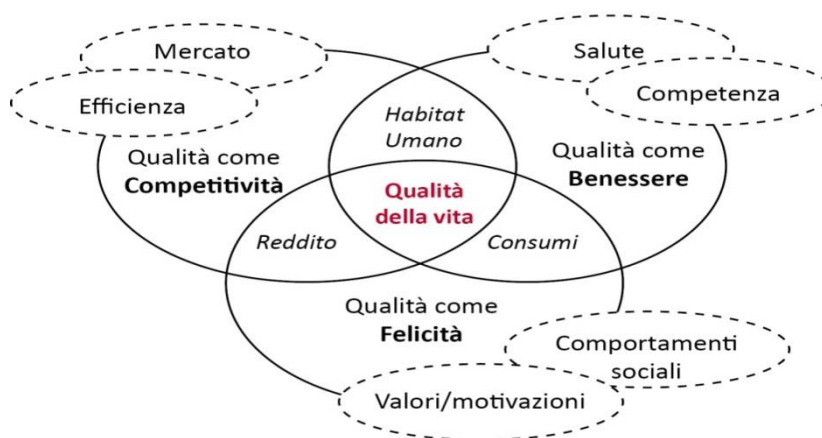 Mercato
Salute
Efficienza
Competenza
Habitat
Umano
Qualità come
Competitività
Qualità come
Benessere
Qualità
della vita
Reddito
Consumi
Qualità come
Felicità
Comportamenti
sociali
Valori/motivazioni